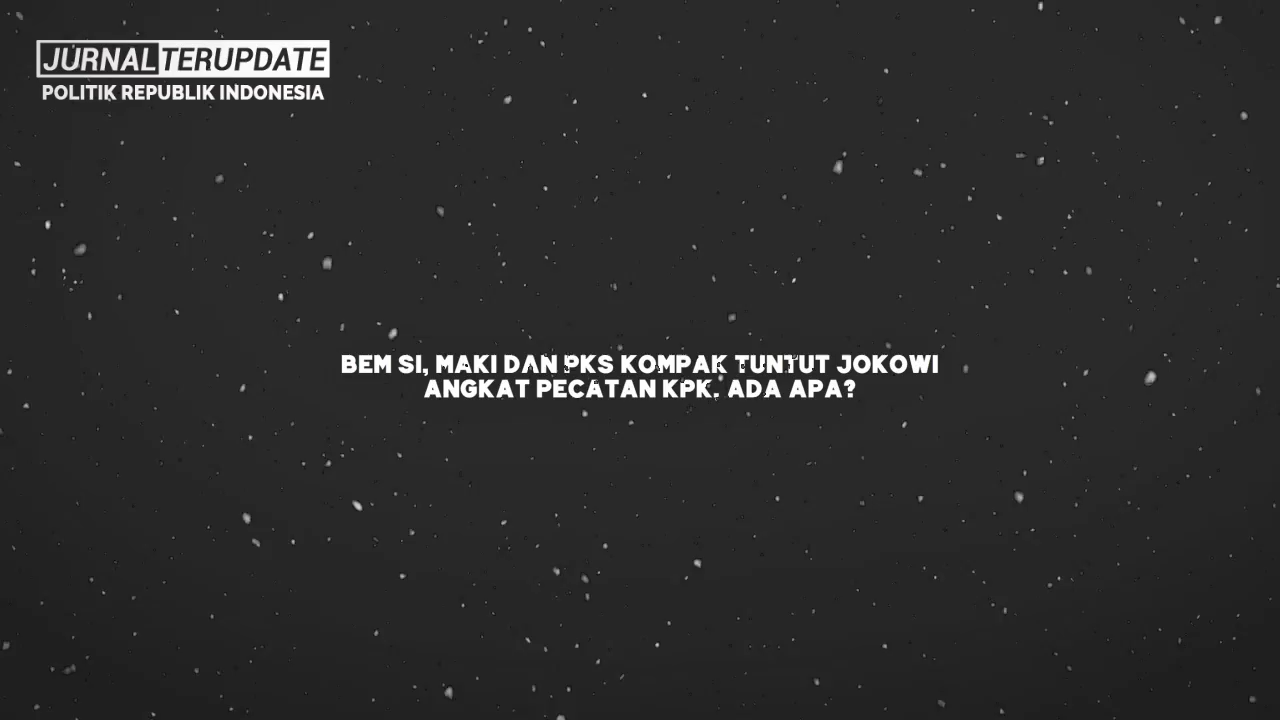 JURNALTERUPDATE
POLITIK REPUBLIK INDONESIA
BEM SI, MAKI DAN PKS KOMPAK TUNTUT JOKOWI
ANGKAT PECATAN KPK. ADA APA?